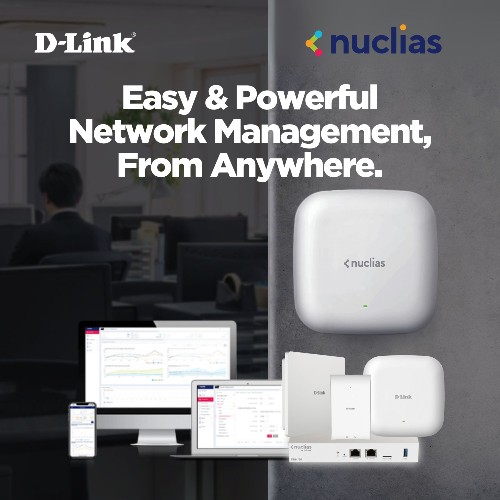 D-Link
nuclias
Easy & Powerful
Network Management,
From Anywhere.
nuclias
D-Link
D-Link
nuclias